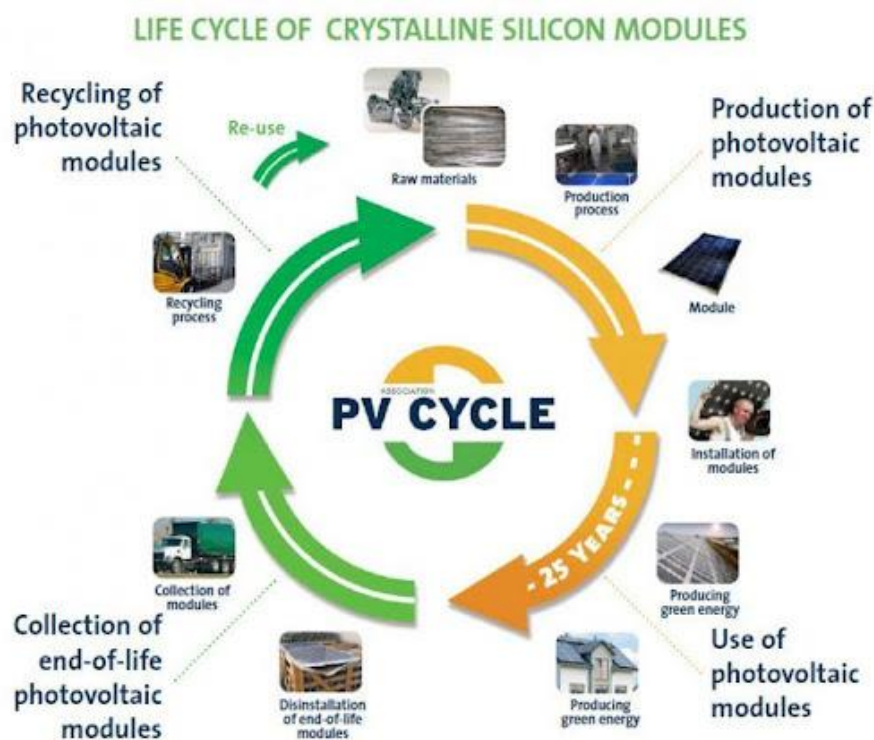 LIFE CYCLE OF CRYSTALLINE SILICON MODULES
Recycling of
photovoltaic
modules
Re-use
Raw materials
Production
process
Production of
photovoltaic
modules
Module
Recycling
process
ASSOCIATION
PV CYCLE
Installation of
modules
- 25 YEARS - - -
Producing
green energy
Collection of
modules
Collection of
end-of-life
photovoltaic
modules
Disinstallation
of end-of-life
modules
Producing
green energy
Use of
photovoltaic
modules